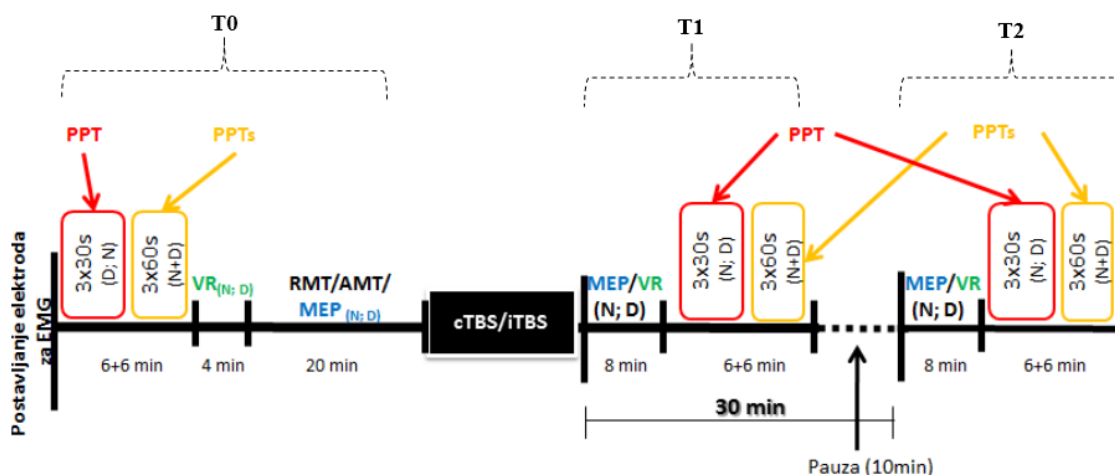 T0
T1
T2
PPT
PPTs
PPT
PPTs
Postavljanje elektroda
za EMG
3x30s
(D; N)
3x60s
(N+D)
VR(N; D)
RMT/AMT/
MEP (N; D)
cTBS/iTBS
MEP/VR
(N; D)
3x30s
(N; D)
3x60s
(N+D)
MEP/VR
(N; D)
3x30s
(N; D)
3x60s
(N+D)
6+6 min
4 min
20 min
8 min
6+6 min
8 min
6+6 min
30 min
Pauza (10min)